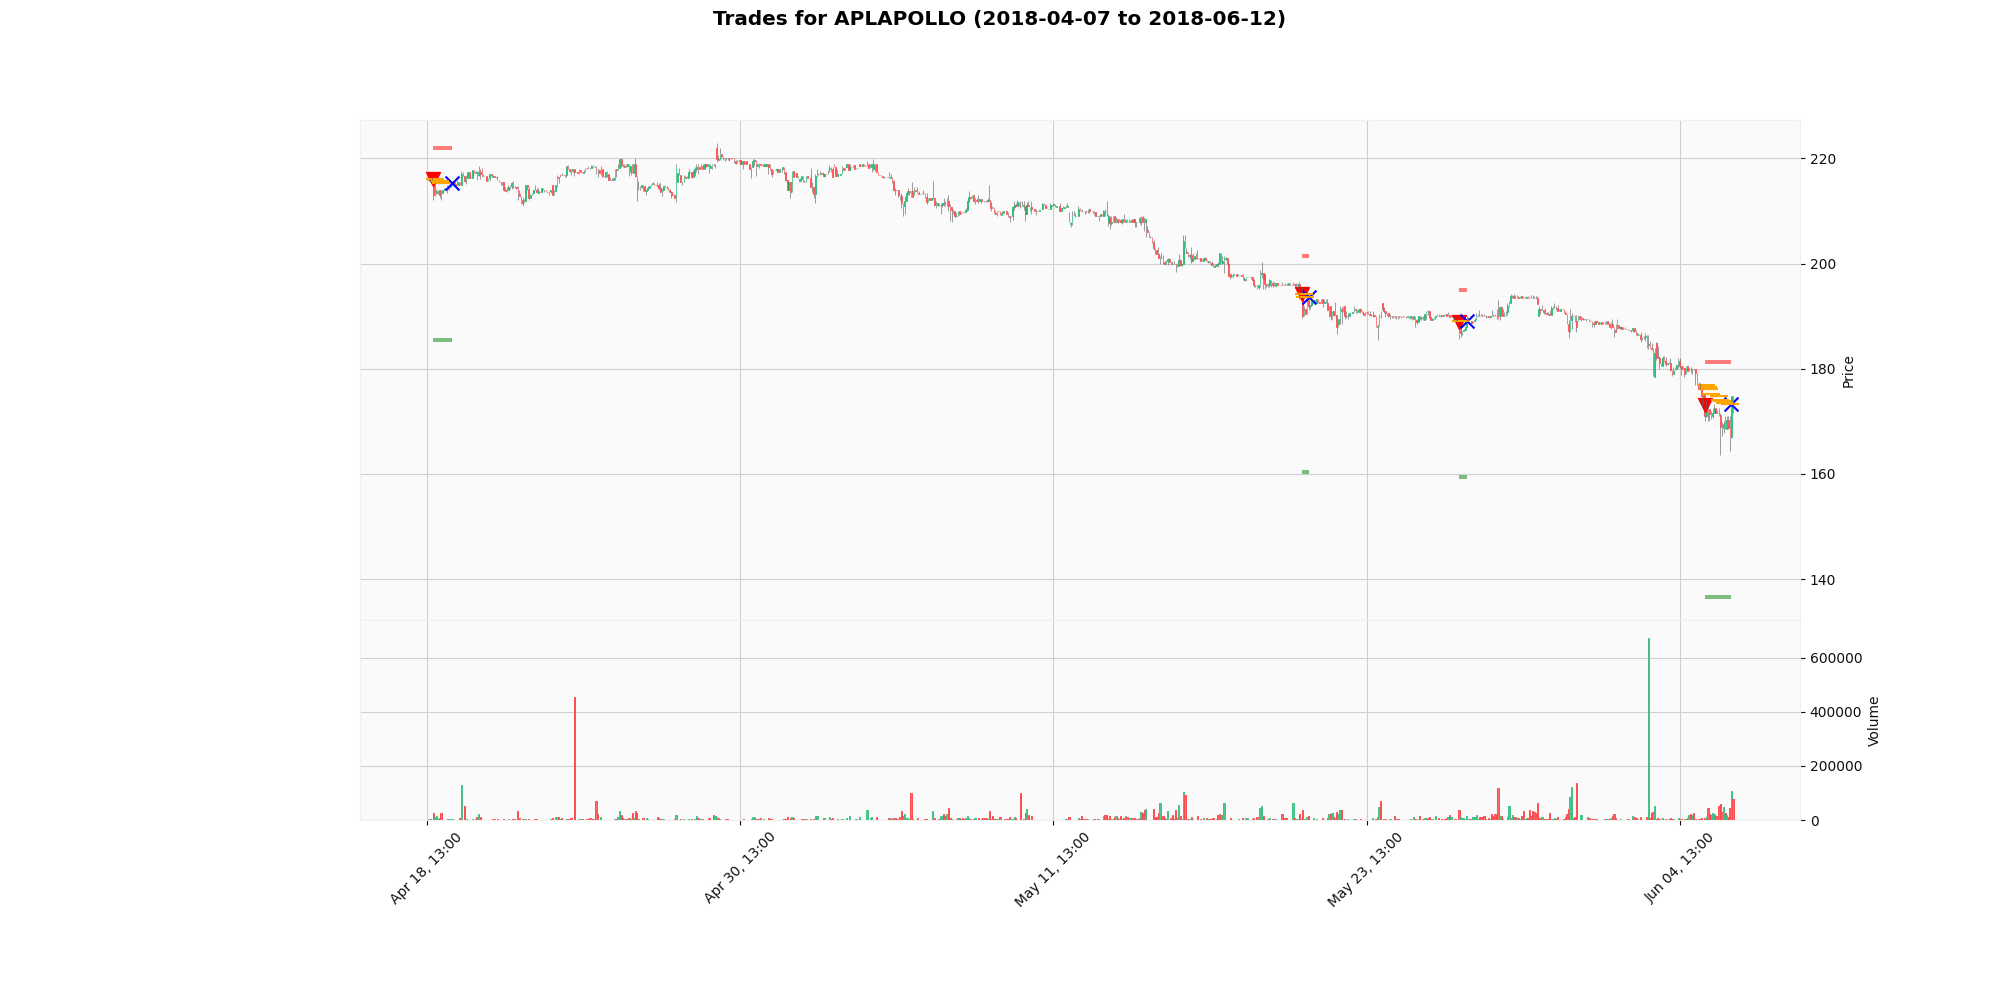 Trades for APLAPOLLO (2018-04-07 to 2018-06-12)
220
200
180
160
140
Price
600000
400000
200000
0
Volume
Apr 18, 13:00
Apr 30, 13:00
May 11, 13:00
May 23, 13:00
Jun 04, 13:00